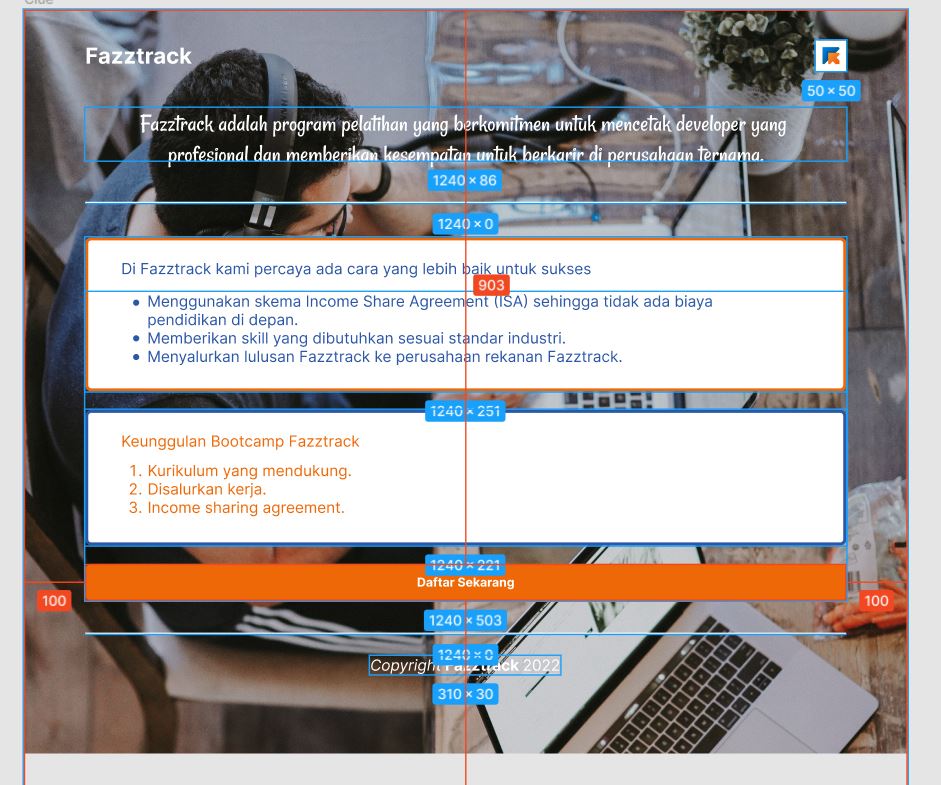 Clue
Fazztrack
50 × 50
Fazztrack adalah program pelatihan yang berkomitmen untuk mencetak developer yang
profesional dan memberikan kesempatan untuk berkarir di perusahaan ternama.
1240 × 86
1240 × 0
Di Fazztrack kami percaya ada cara yang lebih baik untuk sukses
903
Menggunakan skema Income Share Agreement (ISA) sehingga tidak ada biaya
pendidikan di depan.
Memberikan skill yang dibutuhkan sesuai standar industri.
Menyalurkan lulusan Fazztrack ke perusahaan rekanan Fazztrack.
1240 × 251
Keunggulan Bootcamp Fazztrack
1. Kurikulum yang mendukung.
2. Disalurkan kerja.
3. Income sharing agreement.
1240 × 221
Daftar Sekarang
100
100
1240 × 503
1240 × 0
Copyright Fazztrack 2022
310 × 30